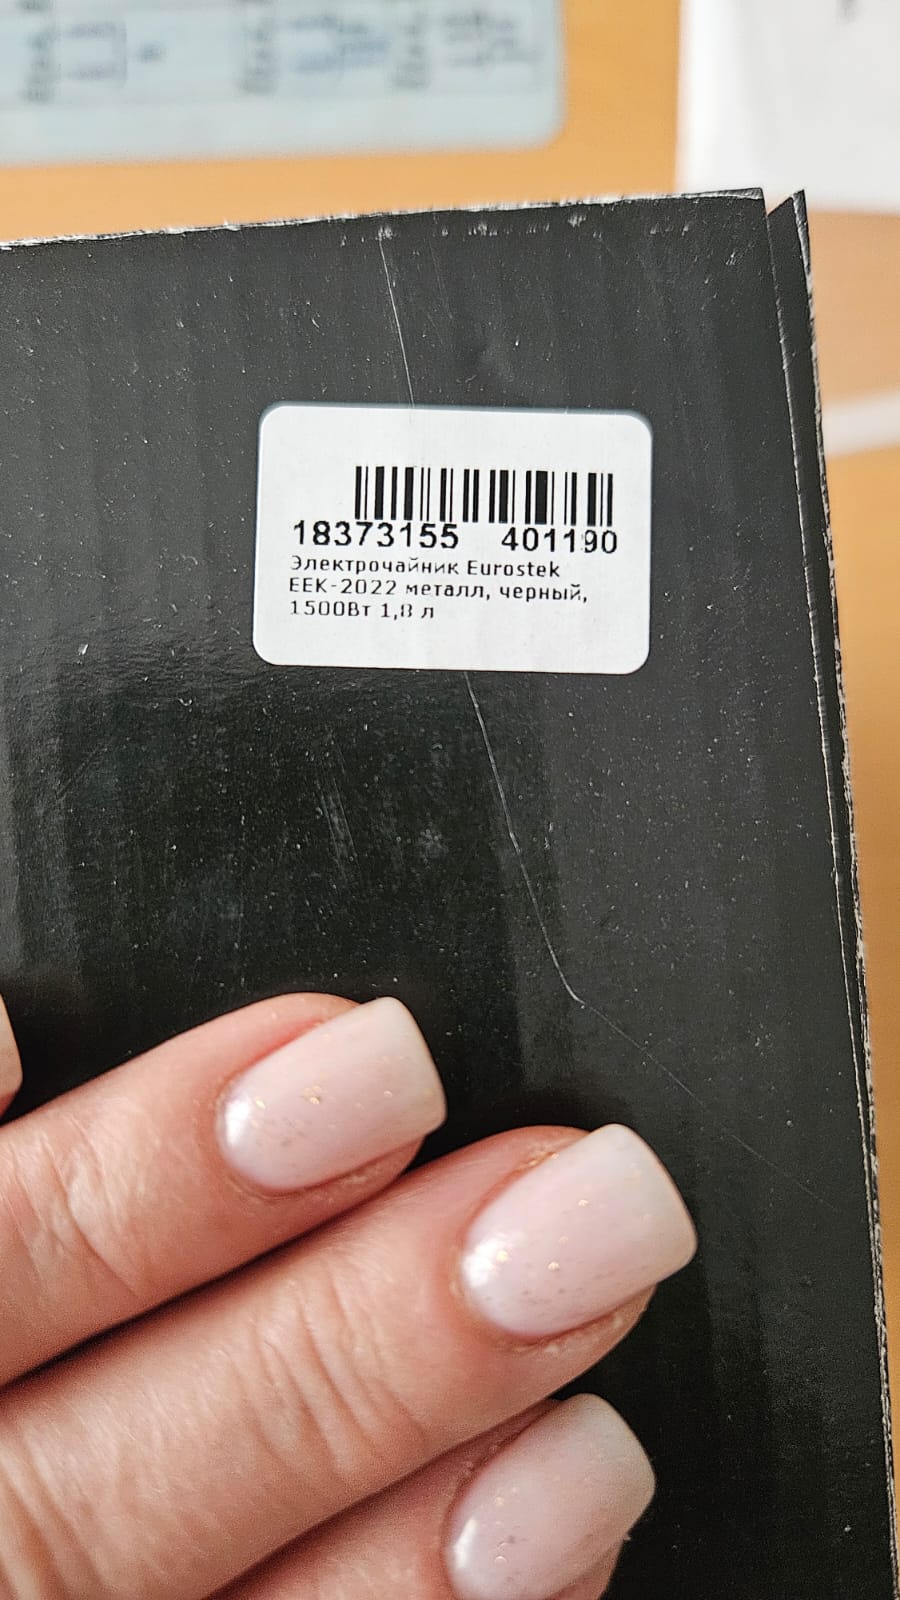 18373155 401190
Электрочайник Eurostek
EEK-2022 металл, черный,
1500Вт 1,8 л